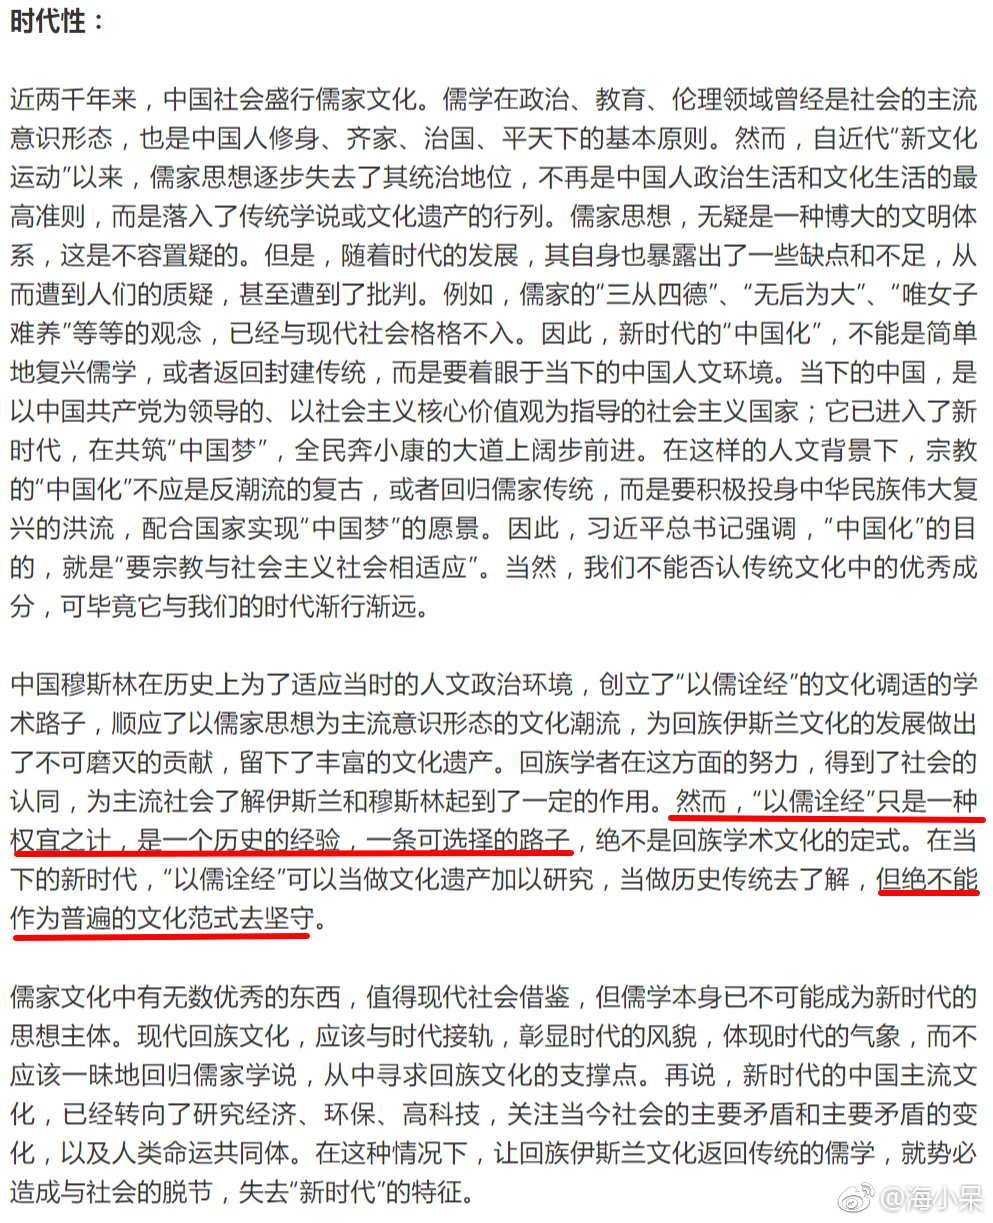 时代性：
近两千年来，中国社会盛行儒家文化。儒学在政治、教育、伦理领域曾经是社会的主流
意识形态，也是中国人修身、齐家、治国、平天下的基本原则。然而，自近代“新文化
运动”以来，儒家思想逐步失去了其统治地位，不再是中国人政治生活和文化生活的最
高准则，而是落入了传统学说或文化遗产的行列。儒家思想，无疑是一种博大的文明体
系，这是不容置疑的。但是，随着时代的发展，其自身也暴露出了一些缺点和不足，从
而遭到人们的质疑，甚至遭到了批判。例如，儒家的“三从四德”、“无后为大”、“唯女子
难养”等等的观念，已经与现代社会格格不入。因此，新时代的“中国化”，不能是简单
地复兴儒学，或者返回封建传统，而是要着眼于当下的中国人文环境。当下的中国，是
以中国共产党为领导的、以社会主义核心价值观为指导的社会主义国家；它已进入了新
时代，在共筑“中国梦”，全民奔小康的大道上阔步前进。在这样的人文背景下，宗教
的“中国化”不应是反潮流的复古，或者回归儒家传统，而是要积极投身中华民族伟大复
兴的洪流，配合国家实现“中国梦”的愿景。因此，习近平总书记强调，“中国化”的目
的，就是“要宗教与社会主义社会相适应”。当然，我们不能否认传统文化中的优秀成
分，可毕竟它与我们的时代渐行渐远。
中国穆斯林在历史上为了适应当时的人文政治环境，创立了“以儒诠经”的文化调适的学
术路子，顺应了以儒家思想为主流意识形态的文化潮流，为回族伊斯兰文化的发展做出
了不可磨灭的贡献，留下了丰富的文化遗产。回族学者在这方面的努力，得到了社会的
认同，为主流社会了解伊斯兰和穆斯林起到了一定的作用。然而，“以儒诠经”只是一种
权宜之计，是一个历史的经验，一条可选择的路子，绝不是回族学术文化的定式。在当
下的新时代，“以儒诠经”可以当做文化遗产加以研究，当做历史传统去了解，但绝不能
作为普遍的文化范式去坚守。
儒家文化中有无数优秀的东西，值得现代社会借鉴，但儒学本身已不可能成为新时代的
思想主体。现代回族文化，应该与时代接轨，彰显时代的风貌，体现时代的气象，而不
应该一昧地回归儒家学说，从中寻求回族文化的支撑点。再说，新时代的中国主流文
化，已经转向了研究经济、环保、高科技，关注当今社会的主要矛盾和主要矛盾的变
化，以及人类命运共同体。在这种情况下，让回族伊斯兰文化返回传统的儒学，就势必
造成与社会的脱节，失去“新时代”的特征。
@海小呆